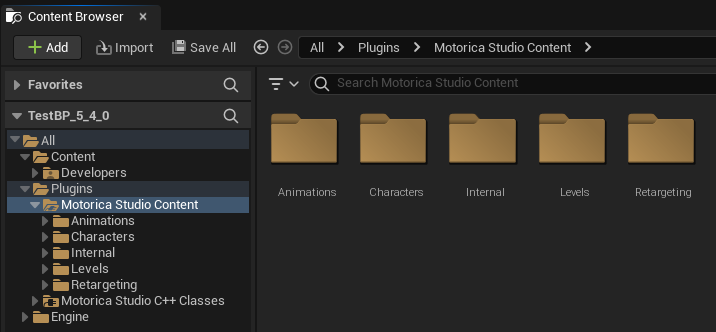 Content Browser
Add
Import
Save All
All
Plugins
Motorica Studio Content
Favorites
TestBP_5_4_0
All
Content
Developers
Plugins
Motorica Studio Content
Animations
Characters
Internal
Levels
Retargeting
Motorica Studio C++ Classes
Engine
Search Motorica Studio Content
Animations
Characters
Internal
Levels
Retargeting